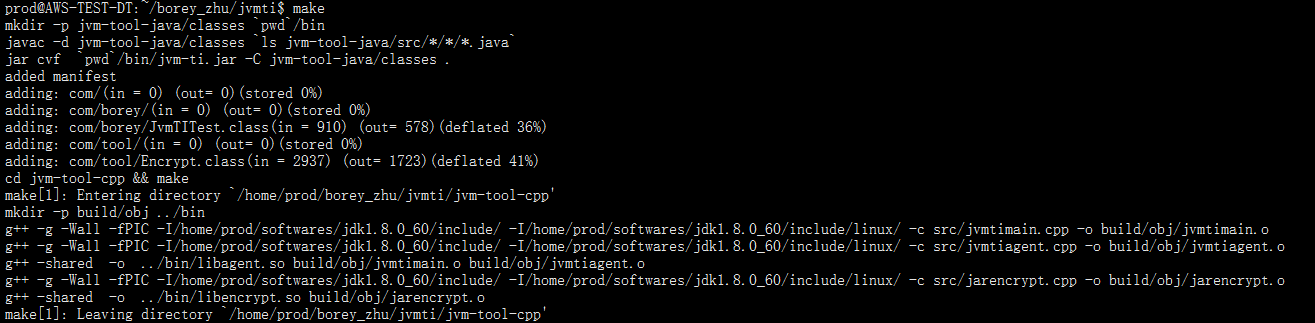 prod@AWS-TEST-DT:~/borey_zhu/jvmti$ make
mkdir -p jvm-tool-java/classes `pwd`/bin
javac -d jvm-tool-java/classes `ls jvm-tool-java/src/*/*/*.java`
jar cvf  `pwd`/bin/jvm-ti.jar -C jvm-tool-java/classes .
added manifest
adding: com/(in = 0) (out= 0)(stored 0%)
adding: com/borey/(in = 0) (out= 0)(stored 0%)
adding: com/borey/JvmTITest.class(in = 910) (out= 578)(deflated 36%)
adding: com/tool/(in = 0) (out= 0)(stored 0%)
adding: com/tool/Encrypt.class(in = 2937) (out= 1723)(deflated 41%)
cd jvm-tool-cpp && make
make[1]: Entering directory `/home/prod/borey_zhu/jvmti/jvm-tool-cpp'
mkdir -p build/obj ../bin
g++ -g -Wall -fPIC -I/home/prod/softwares/jdk1.8.0_60/include/ -I/home/prod/softwares/jdk1.8.0_60/include/linux/ -c src/jvmtimain.cpp -o build/obj/jvmtimain.o
g++ -g -Wall -fPIC -I/home/prod/softwares/jdk1.8.0_60/include/ -I/home/prod/softwares/jdk1.8.0_60/include/linux/ -c src/jvmtiagent.cpp -o build/obj/jvmtiagent.o
g++ -shared  -o  ../bin/libagent.so build/obj/jvmtimain.o build/obj/jvmtiagent.o
g++ -g -Wall -fPIC -I/home/prod/softwares/jdk1.8.0_60/include/ -I/home/prod/softwares/jdk1.8.0_60/include/linux/ -c src/jarencrypt.cpp -o build/obj/jarencrypt.o
g++ -shared  -o  ../bin/libencrypt.so build/obj/jarencrypt.o
make[1]: Leaving directory `/home/prod/borey_zhu/jvmti/jvm-tool-cpp'